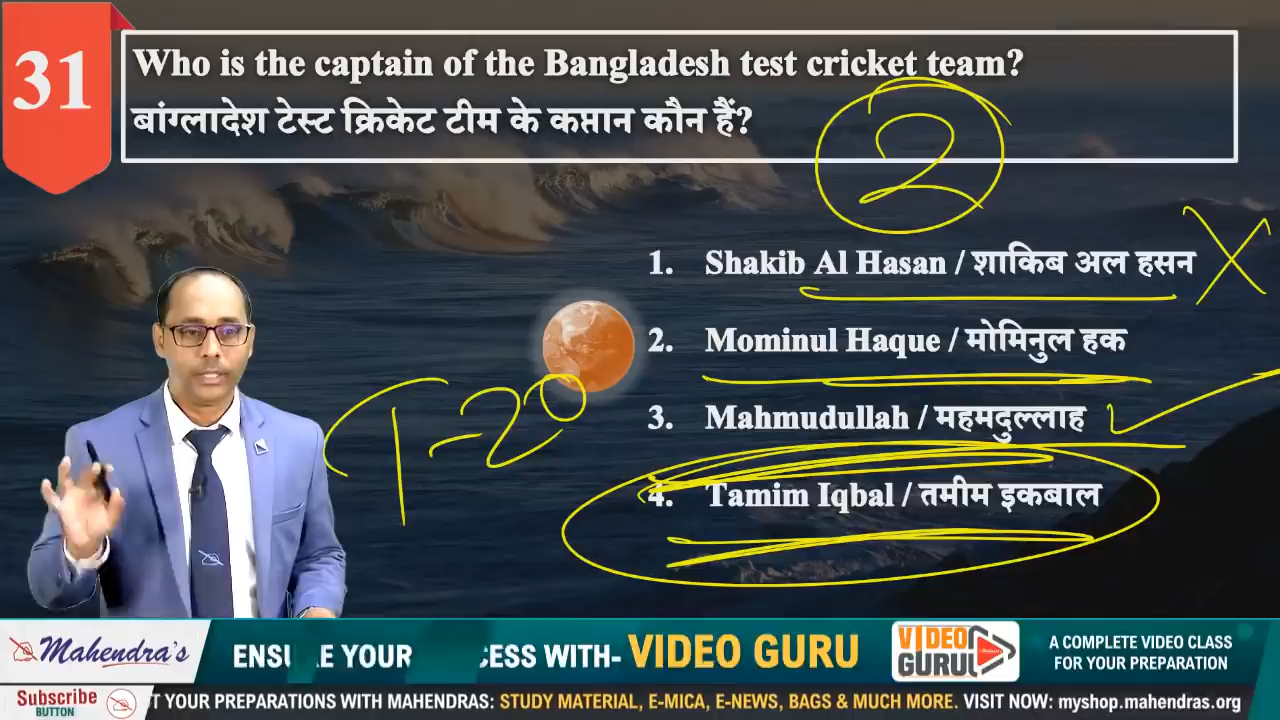 31
Who is the captain of the Bangladesh test cricket team?
बांग्लादेश टेस्ट क्रिकेट टीम के कप्तान कौन हैं?
2
1. Shakib Al Hasan / शाकिब अल हसन
2. Mominul Haque / मोमिनुल हक
3. Mahmudullah / महमदुल्लाह
4. Tamim Iqbal / तमीम इकबाल
T-20
Mahendra's
ENSU E YOUR CESS WITH- VIDEO GURU
VIDEO GURU
A COMPLETE VIDEO CLASS
FOR YOUR PREPARATION
Subscribe
BUTTON
T YOUR PREPARATIONS WITH MAHENDRAS: STUDY MATERIAL, E-MICA, E-NEWS, BAGS & MUCH MORE. VISIT NOW: myshop.mahendras.org